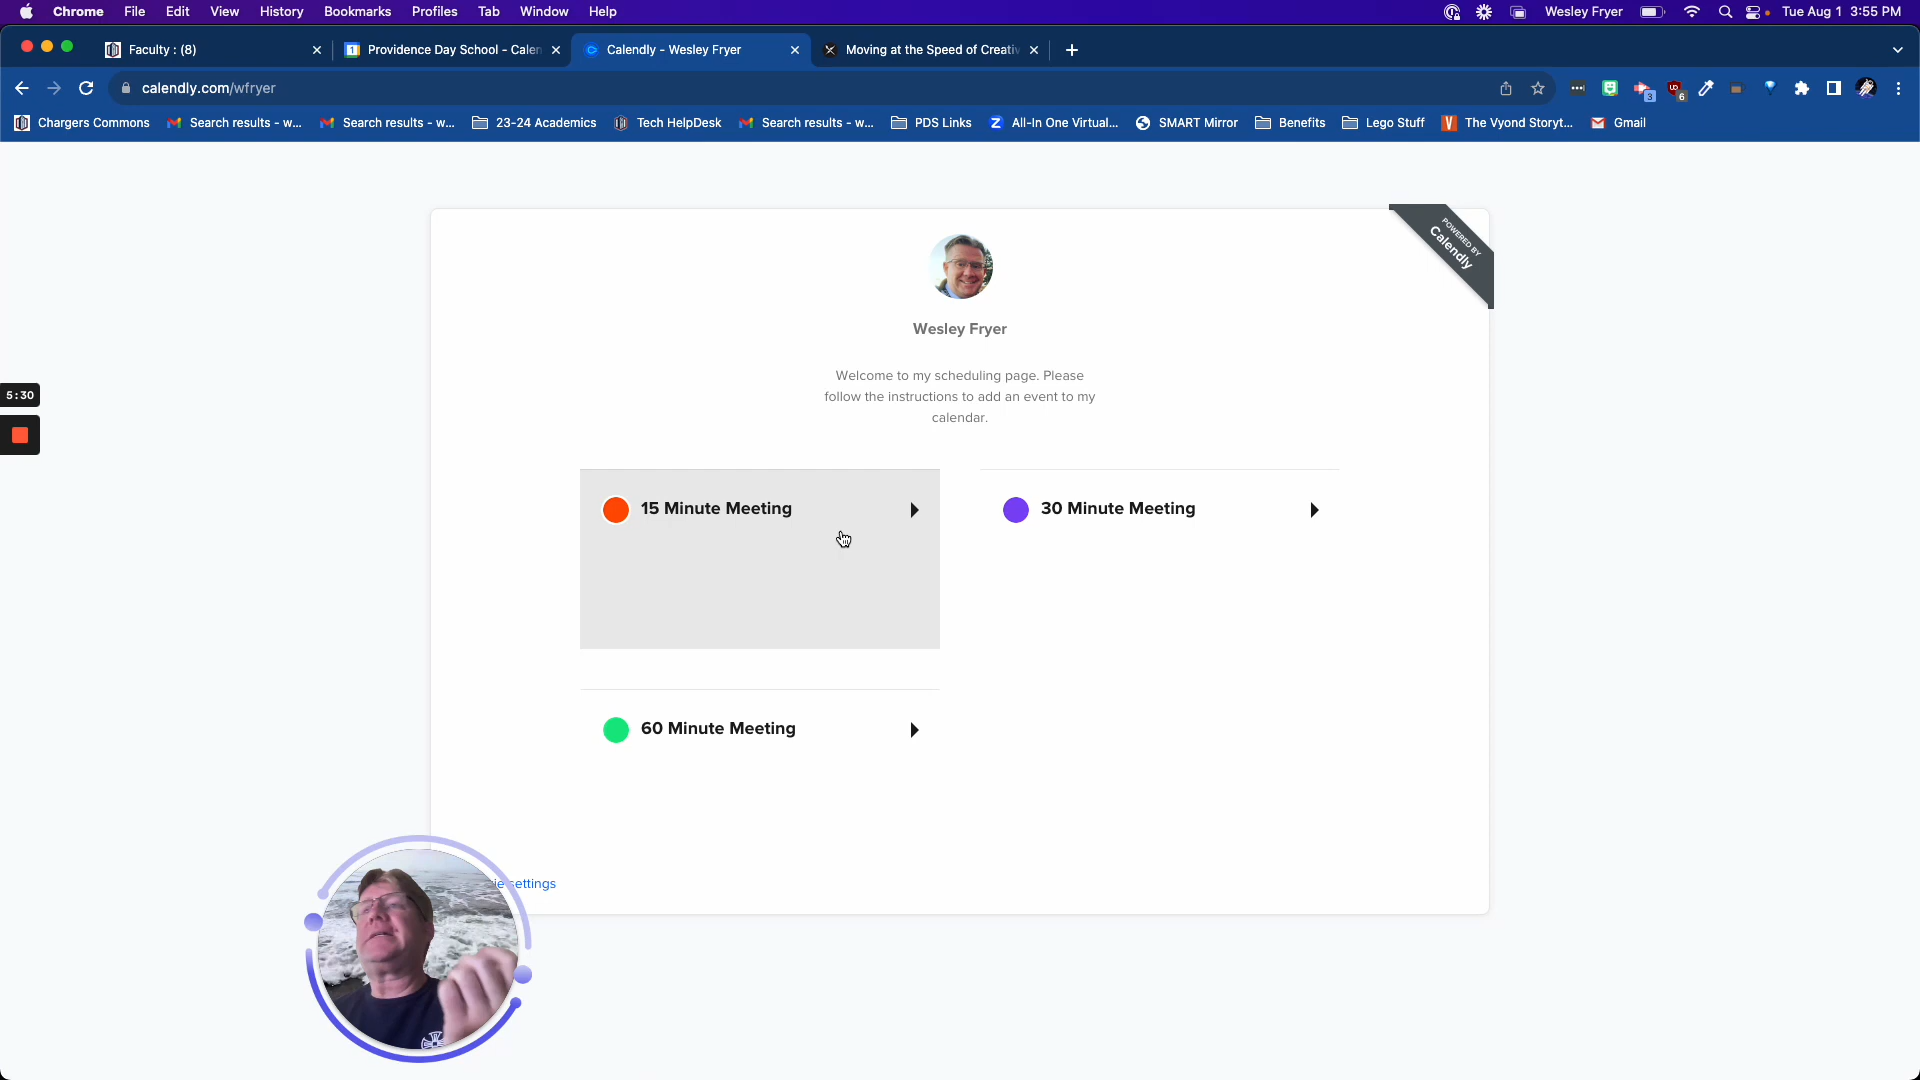 Chrome File Edit View History Bookmarks Profiles Tab Window Help Wesley Fryer Tue Aug 1 3:55 PM
Faculty : (8) Providence Day School - Calen Calendly - Wesley Fryer Moving at the Speed of Creativ
calendly.com/wfryer 3 6
Chargers Commons Search results - w... Search results - w... 23-24 Academics Tech HelpDesk Search results - w... PDS Links All-In One Virtual... SMART Mirror Benefits Lego Stuff The Vyond Storyt... Gmail
POWERED BY
Calendly
Wesley Fryer
Welcome to my scheduling page. Please
follow the instructions to add an event to my
calendar.
5:30
15 Minute Meeting
30 Minute Meeting
60 Minute Meeting
settings